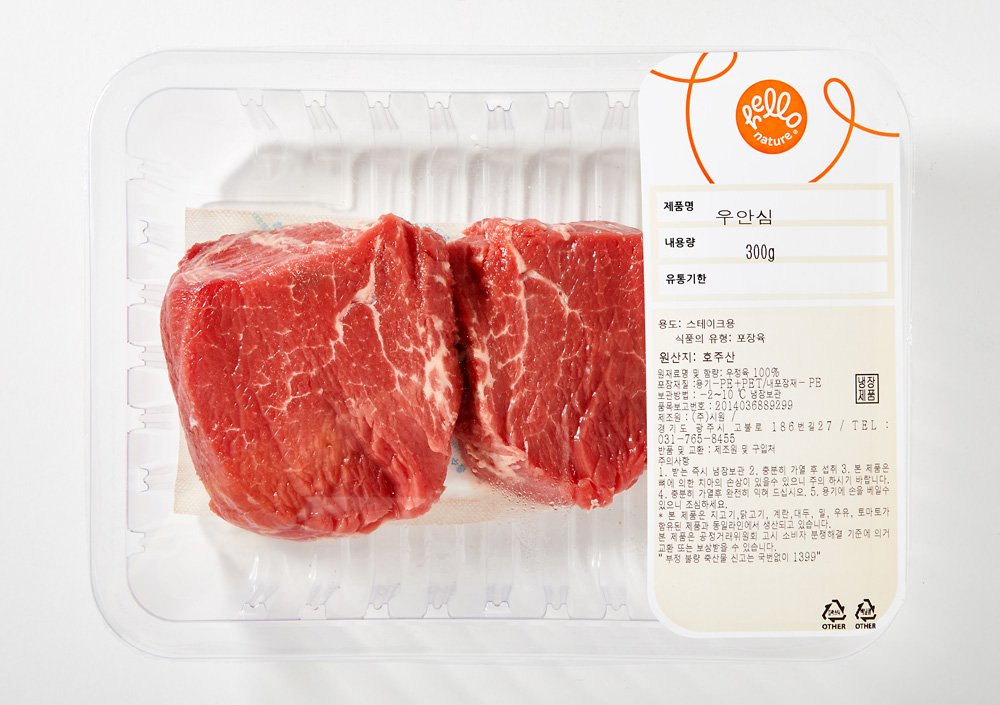 hello
nature®
제품명 우안심
내용량 300g
유통기한
용도: 스테이크용
식품의 유형: 포장육
원산지: 호주산
원재료명 및 함량: 우정육 100%
포장재질 :용기-PE+PET/내포장재- PE
보관방법 : -2~10 ℃ 냉장보관
품목보고번호 : 2014036889299
제조원 : (주)시원 /
경기도 광주시 고불로 186번길27/TEL :
031-765-8455
반품 및 교환 : 제조원 및 구입처
주의사항
1. 받는 즉시 냉장보관 2. 충분히 가열 후 섭취 3. 본 제품은
뼈에 의한 치아의 손상이 있을수 있으니 주의 하시기 바랍니다.
4. 충분히 가열후 완전히 익혀 드십시오. 5. 용기에 손을 베일수
있으니 조심하세요.
* 본 제품은 지고기,닭고기, 계란,대두, 밀, 우유, 토마토가
함유된 제품과 동일라인에서 생산되고 있습니다.
본 제품은 공정거래위원회 고시 소비자 분쟁해결 기준에 의거
교환 또는 보상받을 수 있습니다.
"부정 불량 축산물 신고는 국번없이 1399"
냉장
제품
OTHER OTHER